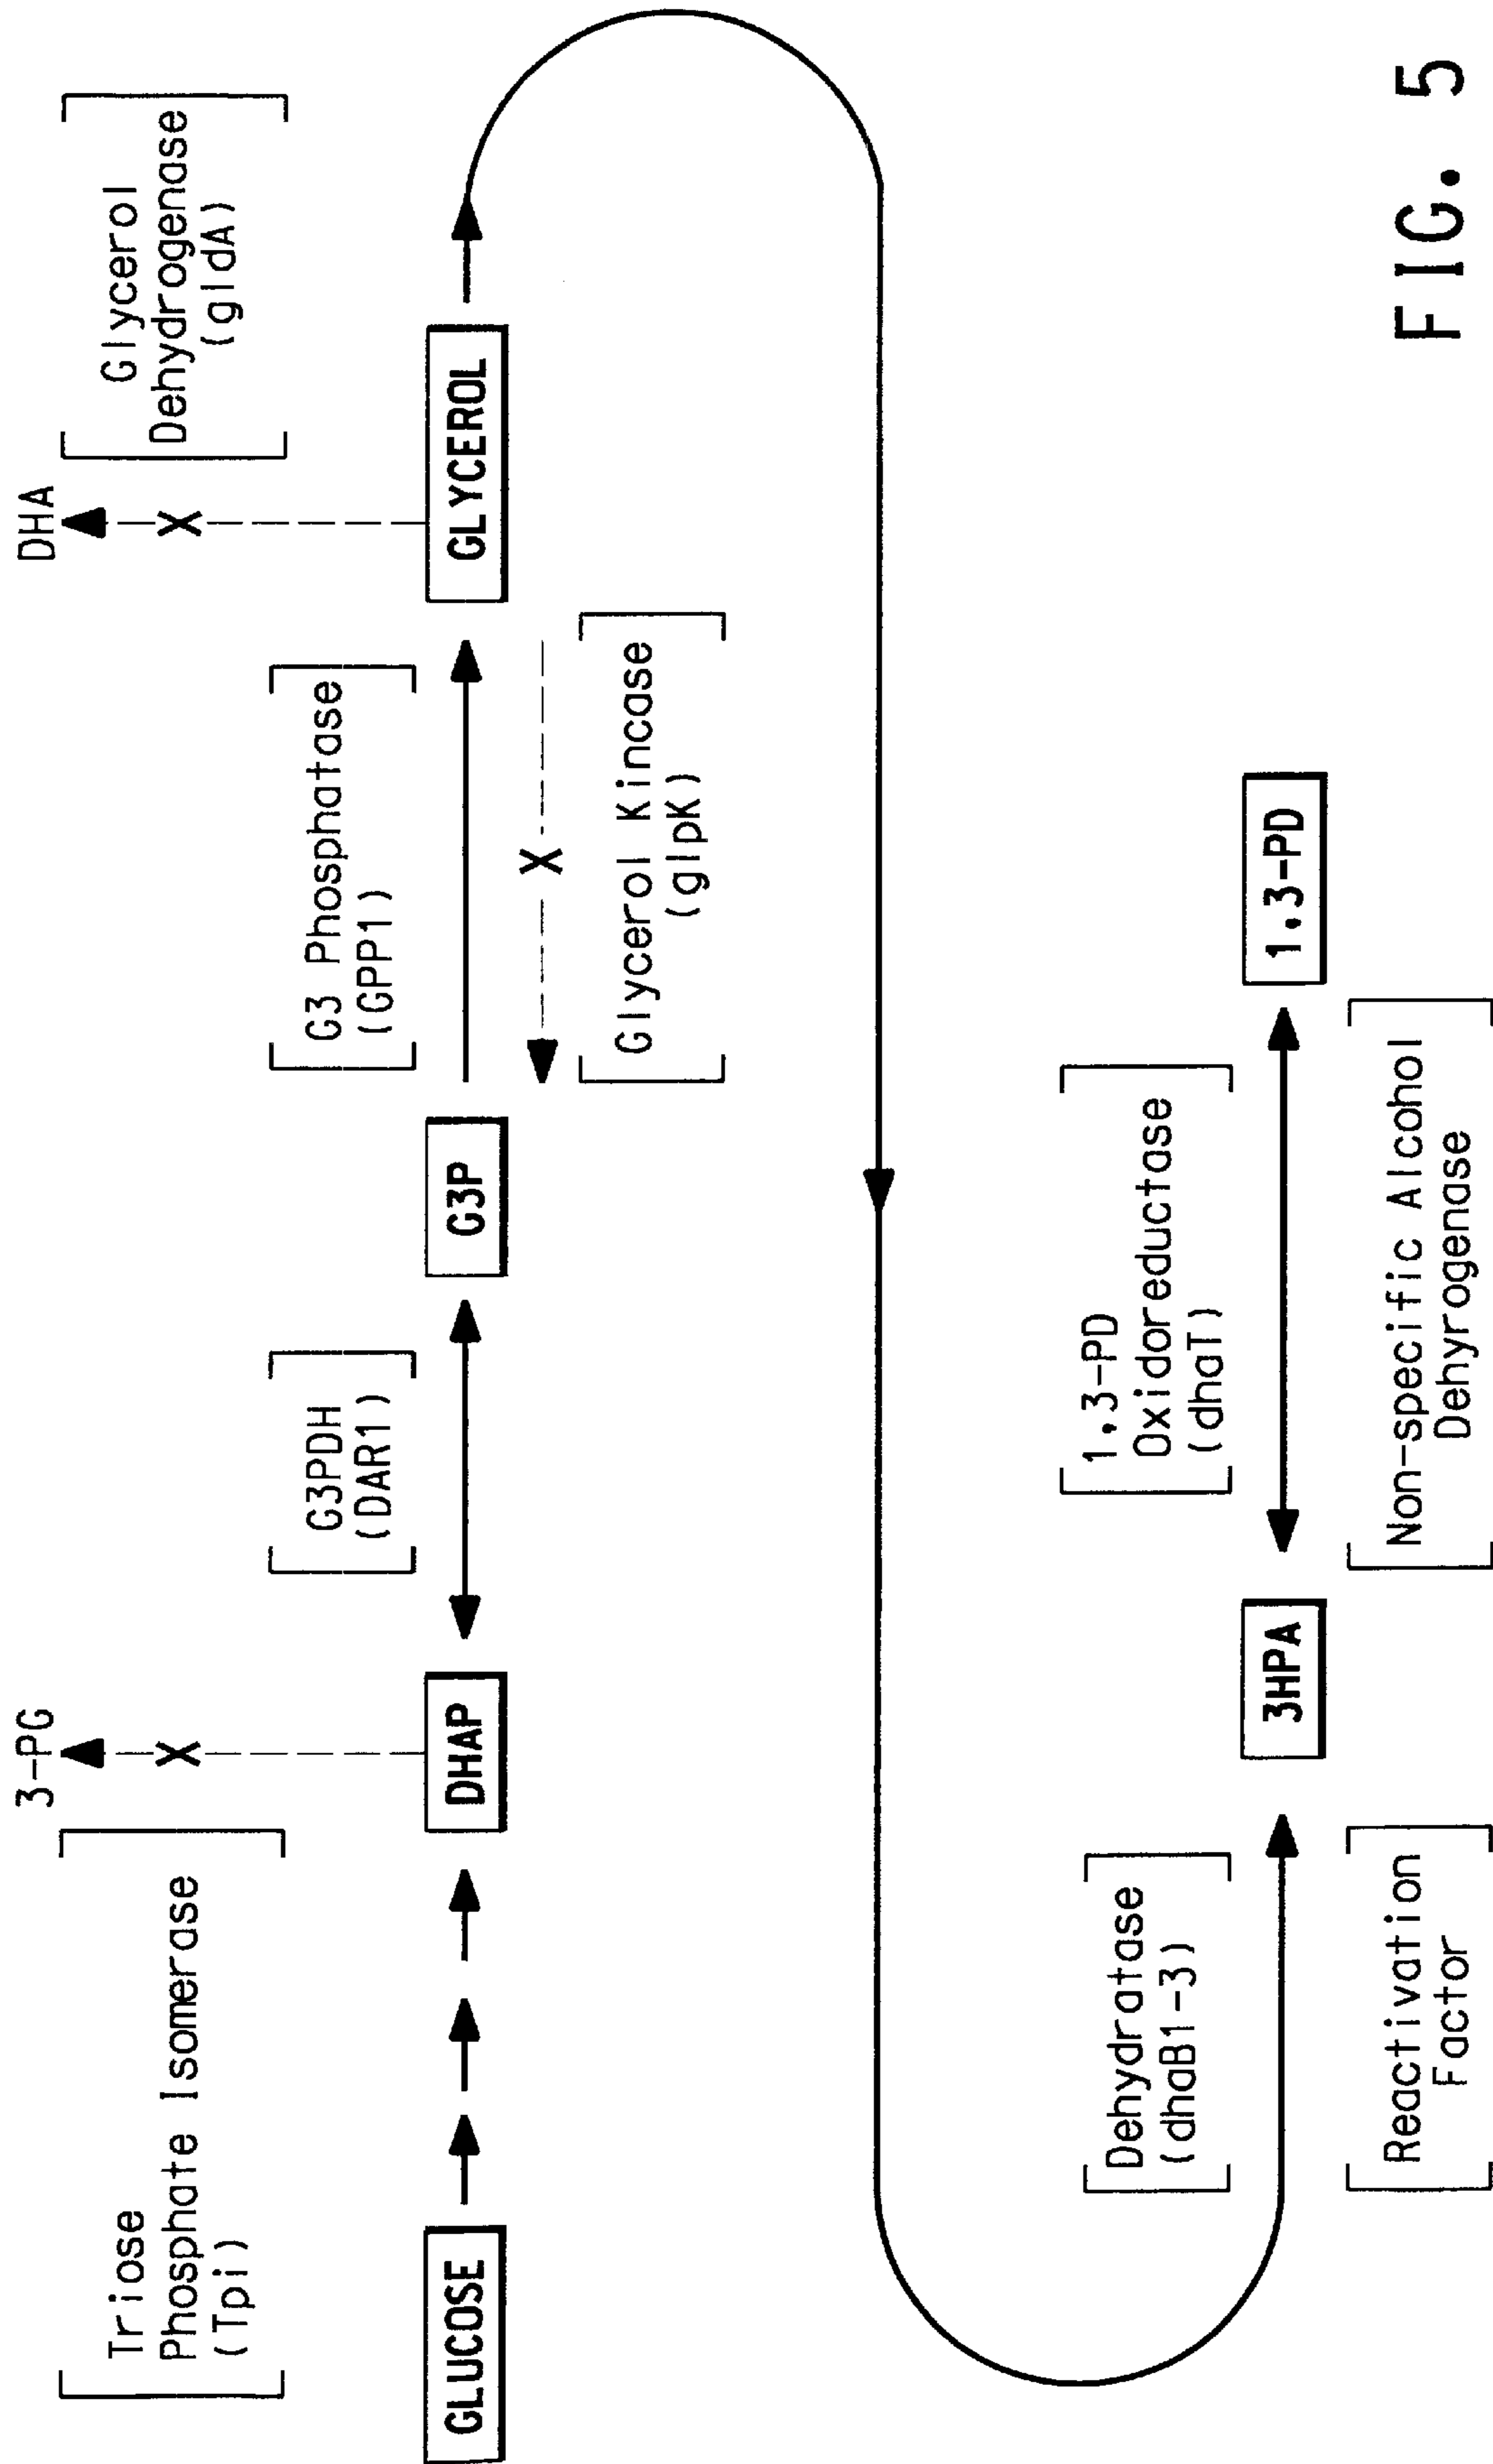 3-PG
DHA
Triose
Phosphate Isomerase
(Tpi)
Glycerol
Dehydrogenase
(gldA)
G3PDH
(DAR1)
G3 Phosphatase
(GPP1)
GLUCOSE
DHAP
G3P
GLYCEROL
X
X
X
Glycerol Kincase
(glpK)
Dehydratase
(dhaB1-3)
1,3-PD
Oxidoreductase
(dhaT)
3HPA
1,3-PD
Reactivation
Factor
Non-specific Alcohol
Dehyrogenase
FIG. 5